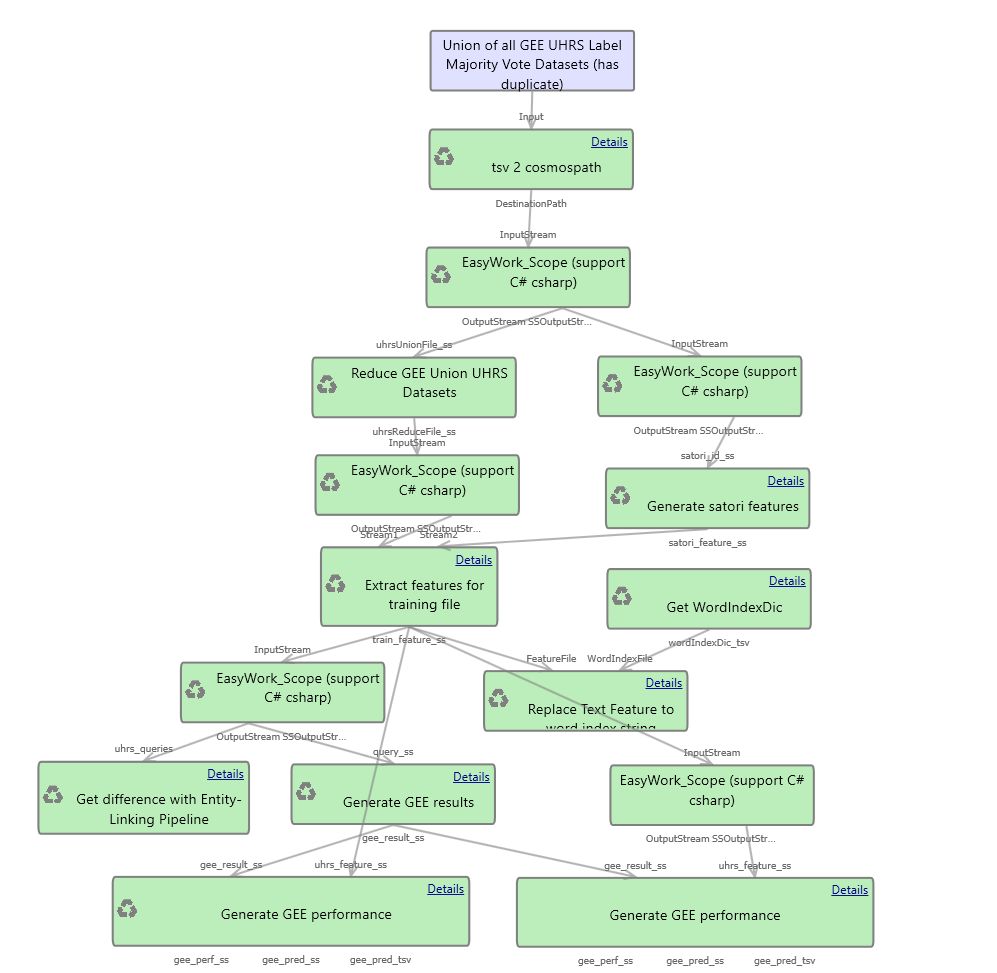 Union of all GEE UHRS Label
Majority Vote Datasets (has
duplicate)
Input
Details
tsv 2 cosmospath
DestinationPath
InputStream
EasyWork_Scope (support
C# csharp)
OutputStream SSOutputStr...
uhrsUnionFile_ss
InputStream
Reduce GEE Union UHRS
Datasets
EasyWork_Scope (support
C# csharp)
uhrsReduceFile_ss
InputStream
OutputStream SSOutputStr...
satori_id_ss
EasyWork_Scope (support
C# csharp)
Details
Generate satori features
OutputStream SSOutputStr...
Stream1
Stream2
satori_feature_ss
Details
Extract features for
training file
Details
Get WordIndexDic
train_feature_ss
wordIndexDic_tsv
InputStream
FeatureFile
WordIndexFile
EasyWork_Scope (support
C# csharp)
Details
Replace Text Feature to
word index string
OutputStream SSOutputStr...
uhrs_queries
query_ss
InputStream
Details
Get difference with Entity-
Linking Pipeline
Details
Generate GEE results
EasyWork_Scope (support C#
csharp)
gee_result_ss
OutputStream SSOutputStr...
gee_result_ss
uhrs_feature_ss
gee_result_ss
uhrs_feature_ss
Details
Generate GEE performance
Details
Generate GEE performance
gee_perf_ss
gee_pred_ss
gee_pred_tsv
gee_perf_ss
gee_pred_ss
gee_pred_tsv